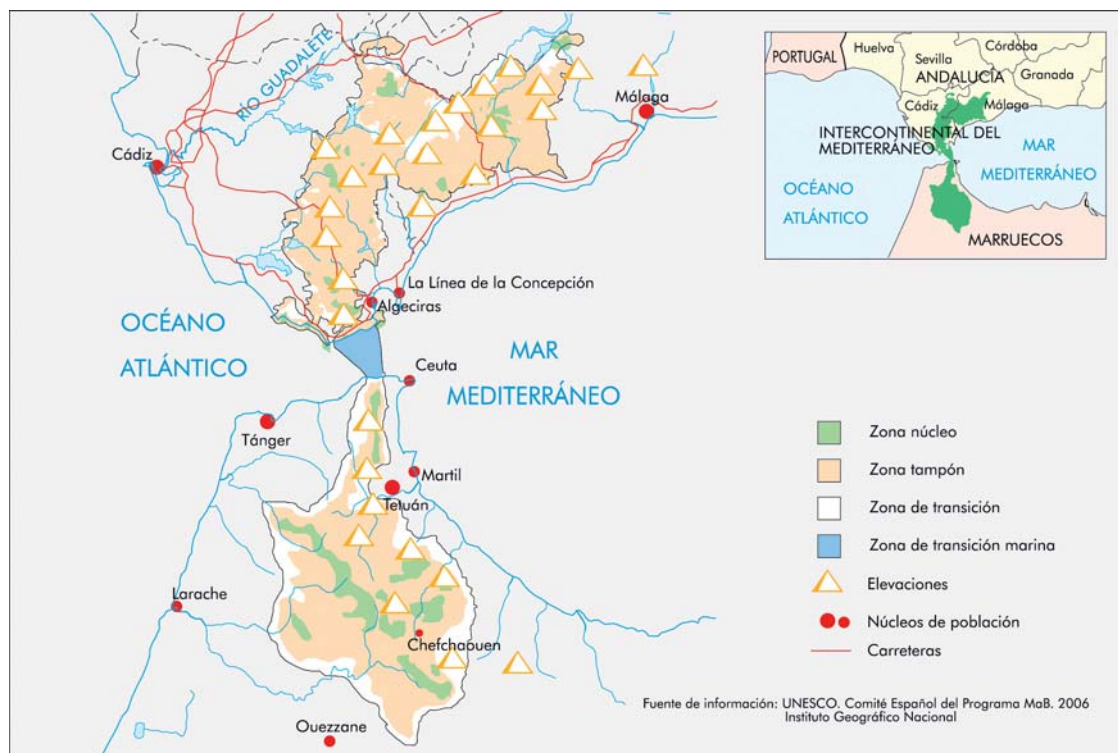 RÍO GUADALETE
Cádiz
Málaga
La Línea de la Concepción
Algeciras
OCÉANO
ATLÁNTICO
MAR
MEDITERRÁNEO
Ceuta
Tánger
Martil
Tetuán
Larache
Chefchaouen
Ouezzane
PORTUGAL
Huelva
Sevilla
Córdoba
ANDALUCÍA
Granada
Cádiz
Málaga
INTERCONTINENTAL DEL
MEDITERRÁNEO
MAR
MEDITERRÁNEO
OCÉANO
ATLÁNTICO
MARRUECOS
Zona núcleo
Zona tampón
Zona de transición
Zona de transición marina
Elevaciones
Núcleos de población
Carreteras
Fuente de información: UNESCO. Comité Español del Programa MaB. 2006
Instituto Geográfico Nacional